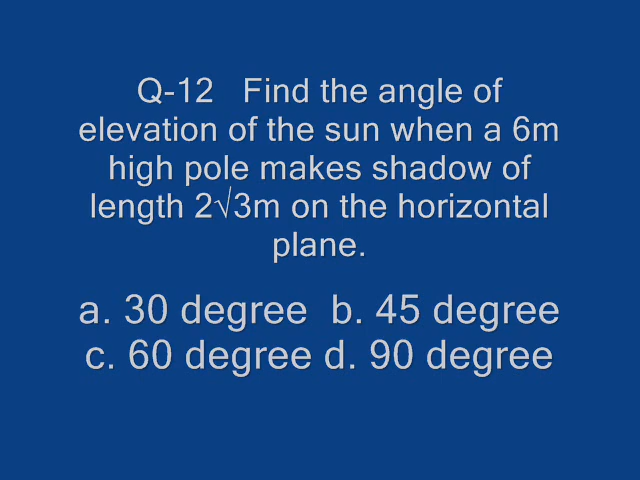 Q-12   Find the angle of
elevation of the sun when a 6m
high pole makes shadow of
length 2√3m on the horizontal
plane.
a. 30 degree  b. 45 degree
c. 60 degree d. 90 degree